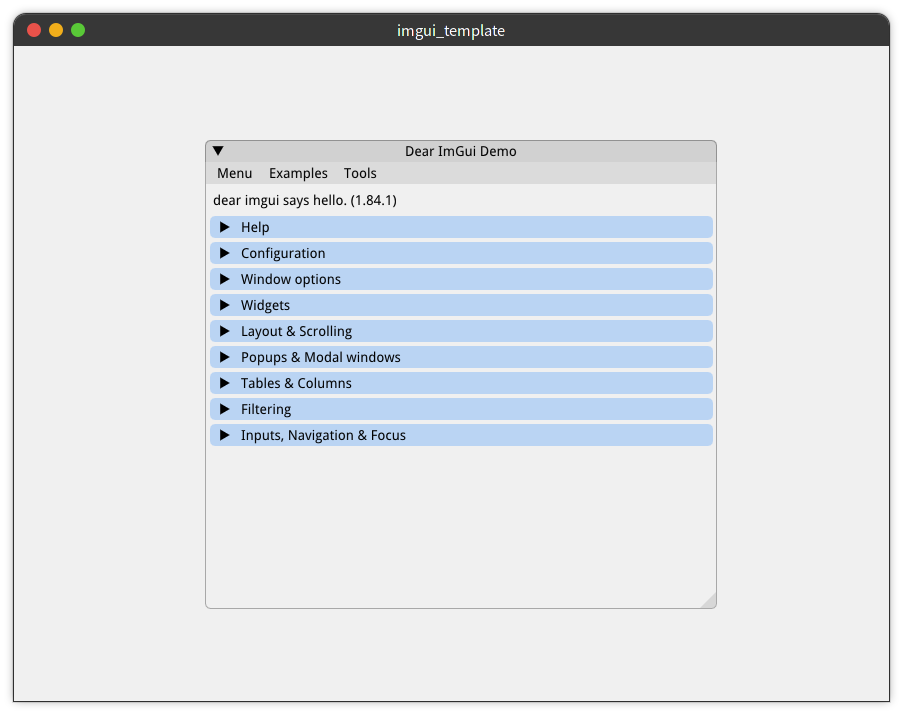 imgui_template
Dear ImGui Demo
Menu Examples Tools
dear imgui says hello. (1.84.1)
Help
Configuration
Window options
Widgets
Layout & Scrolling
Popups & Modal windows
Tables & Columns
Filtering
Inputs, Navigation & Focus